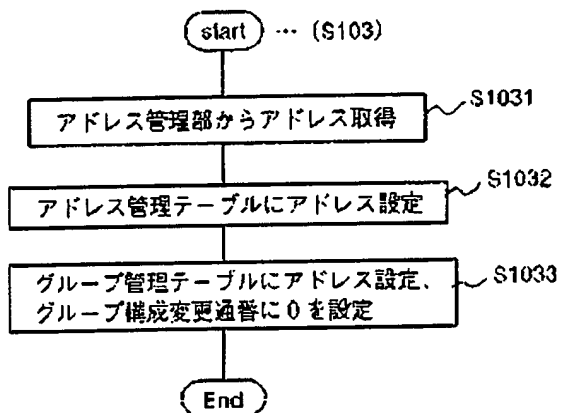 start … (S103)
アドレス管理部からアドレス取得 S1031
アドレス管理テーブルにアドレス設定 S1032
グループ管理テーブルにアドレス設定、 S1033
グループ構成変更通番に0を設定
End